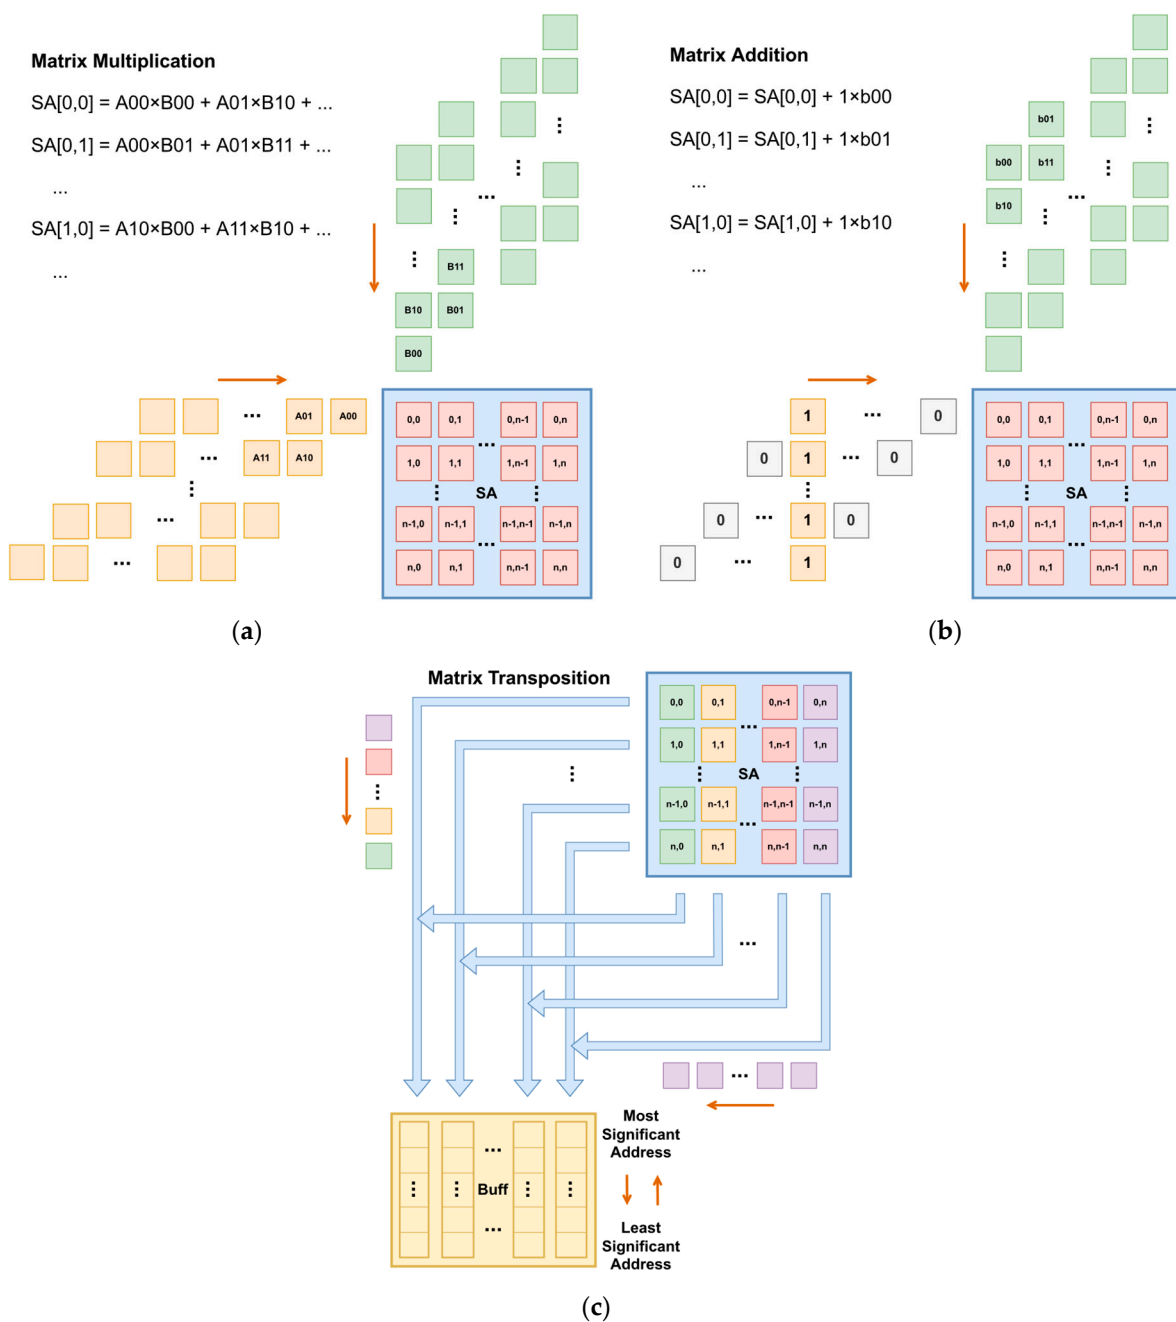 Matrix Multiplication
SA[0,0] = A00×B00 + A01×B10 + ...
SA[0,1] = A00×B01 + A01×B11 + ...
...
SA[1,0] = A10×B00 + A11×B10 + ...
...
B11
B10 B01
B00
A01 A00
A11 A10
0,0 0,1 ... 0,n-1 0,n
1,0 1,1 1,n-1 1,n
SA
n-1,0 n-1,1 n-1,n-1 n-1,n
n,0 n,1 ... n,n-1 n,n
(a)
Matrix Addition
SA[0,0] = SA[0,0] + 1×b00
SA[0,1] = SA[0,1] + 1×b01
...
SA[1,0] = SA[1,0] + 1×b10
...
b01
b00 b11
b10
1 ... 0
0 1 ... 0
0 ... 1 0
0 ... 1
0,0 0,1 ... 0,n-1 0,n
1,0 1,1 1,n-1 1,n
SA
n-1,0 n-1,1 n-1,n-1 n-1,n
n,0 n,1 ... n,n-1 n,n
(b)
Matrix Transposition
0,0 0,1 ... 0,n-1 0,n
1,0 1,1 1,n-1 1,n
SA
n-1,0 n-1,1 n-1,n-1 n-1,n
n,0 n,1 ... n,n-1 n,n
...
Buff
Most
Significant
Address
Least
Significant
Address
(c)